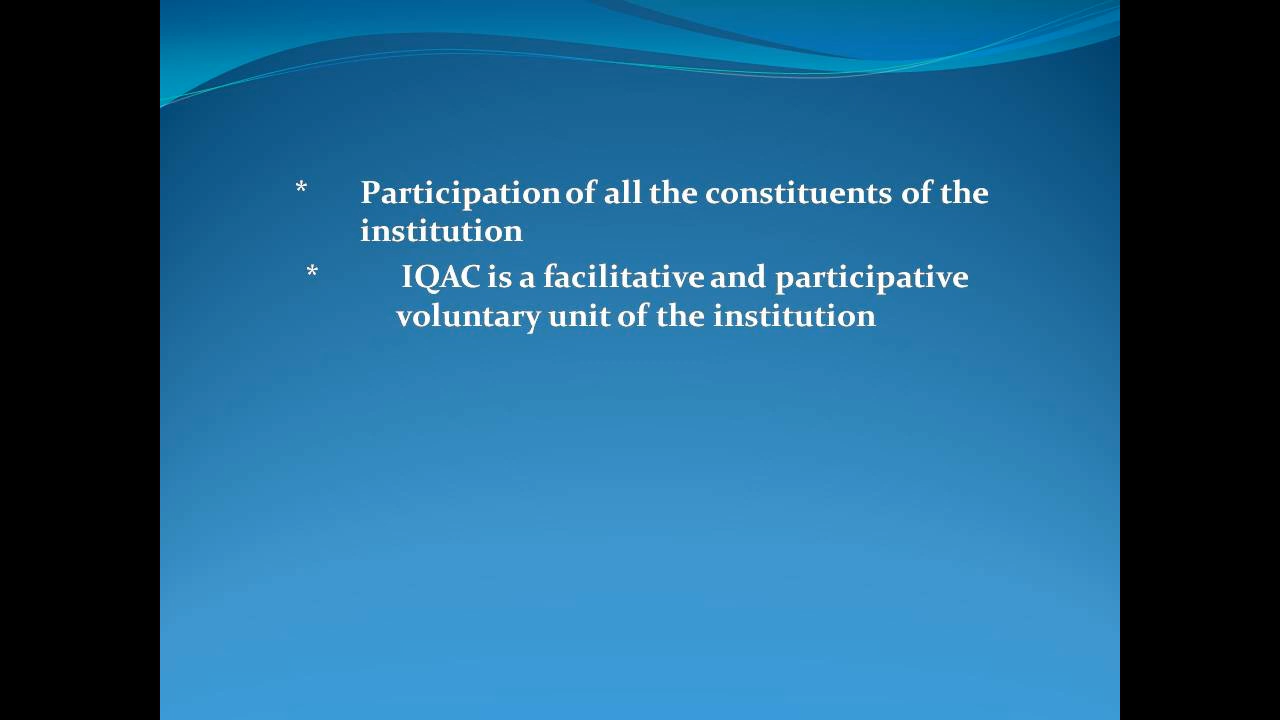 * Participation of all the constituents of the
institution
* IQAC is a facilitative and participative
voluntary unit of the institution